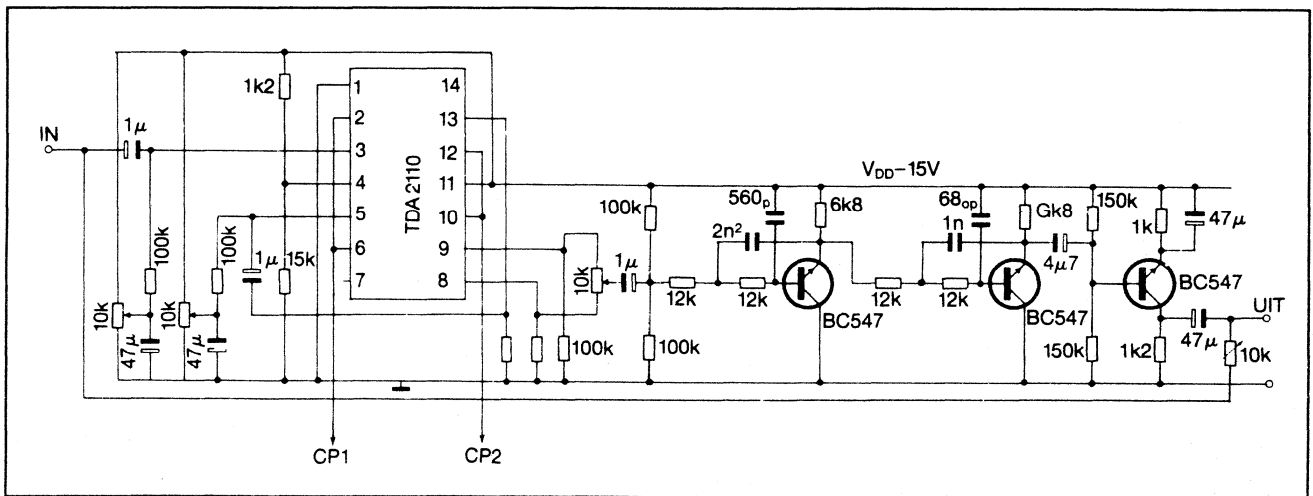 1k2
1
14
2
13
1μ
IN
3
12
4
11
TDA 2110
5
10
6
9
7
8
100k
100k
1μ
15k
10k
10k
47μ
47μ
CP1
CP2
100k
10k
1μ
100k
100k
VDD-15V
560p
6k8
2n²
12k
12k
BC547
68op
Gk8
1n
4μ7
12k
12k
BC547
150k
1k
47μ
BC547
150k
1k2
47μ
UIT
10k